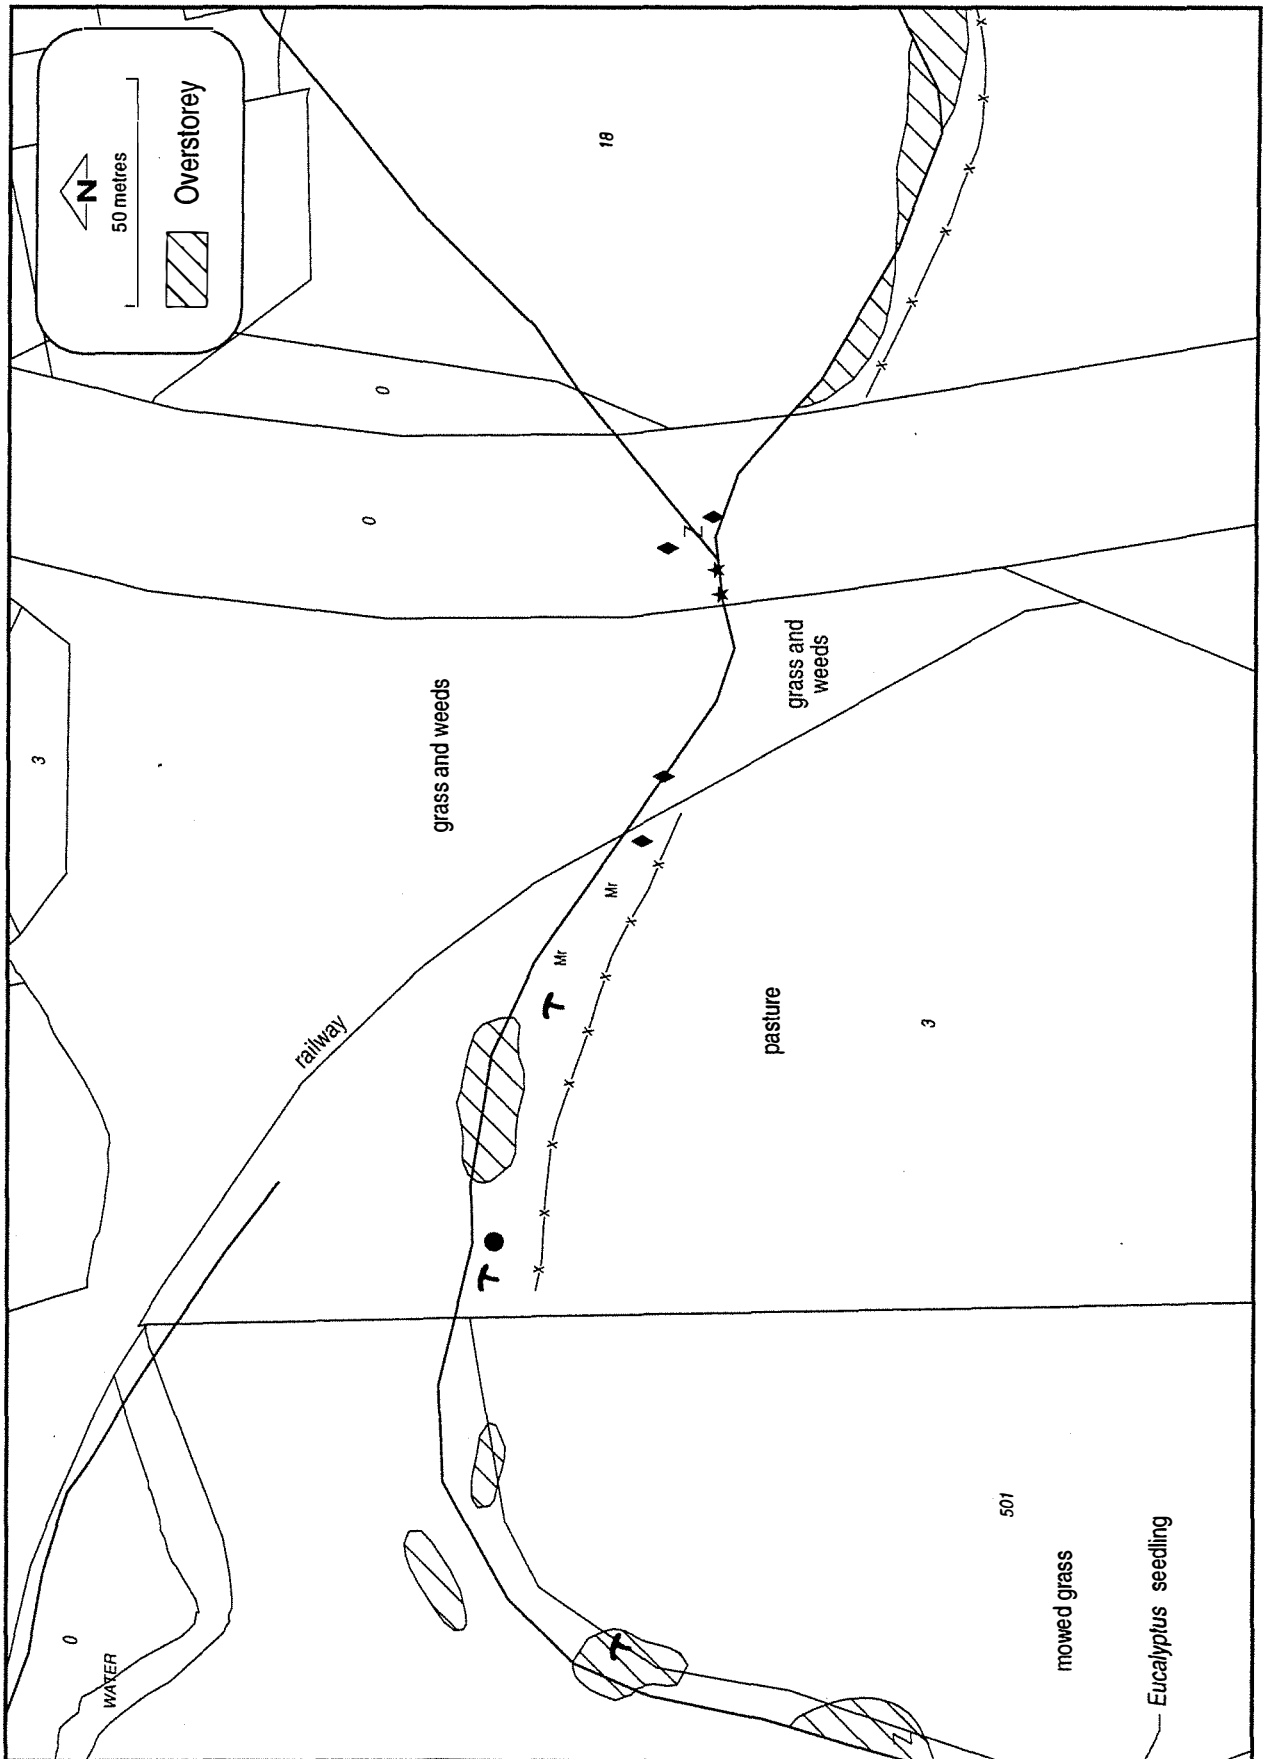 N
50 metres
Overstorey
18
0
0
Z
3
grass and weeds
grass and
weeds
railway
Mr
Mr
T
pasture
3
T
0
WATER
T
Z
501
mowed grass
Eucalyptus seedling